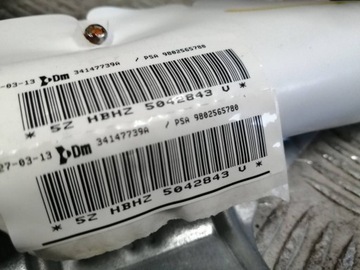 -03-13 Dm 34147739A / PSA 9802565780
* SZ HBHZ 5042843 U *
27-03-13 Dm 34147739A / PSA 9802565780
* SZ HBHZ 5042843 U *